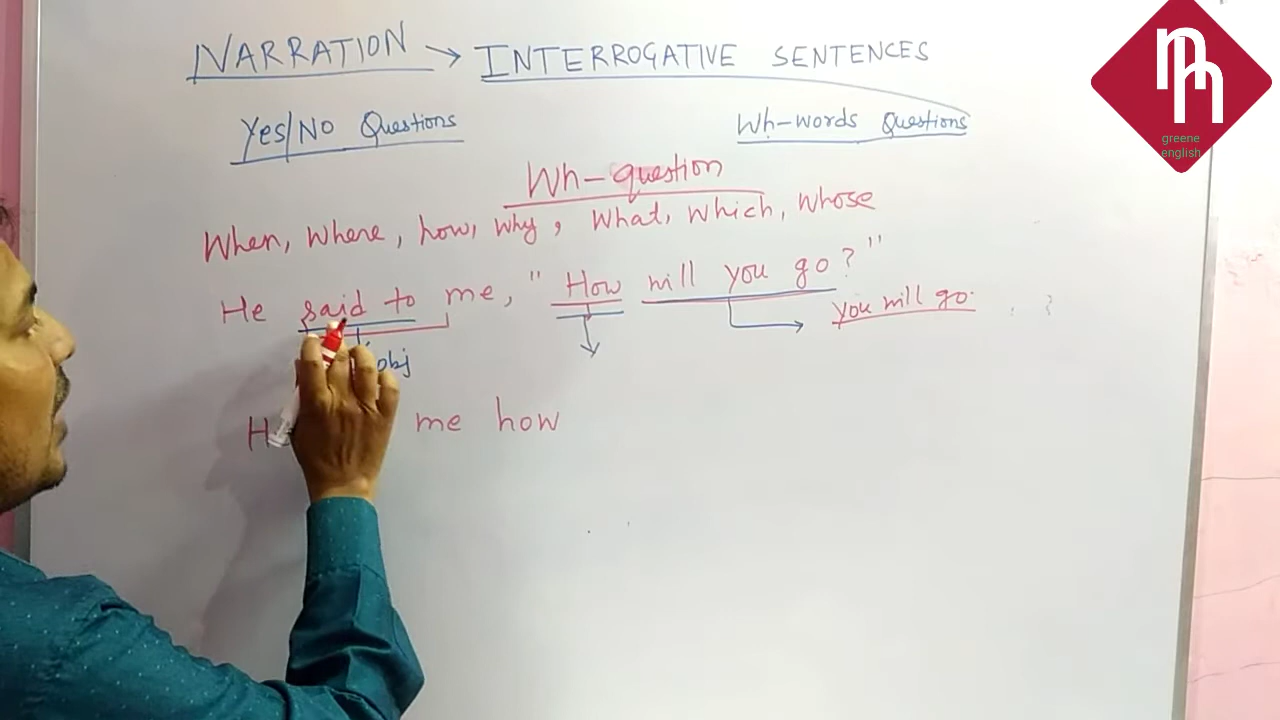 NARRATION → INTERROGATIVE SENTENCES
Yes/No Questions
Wh-words Questions
Wh-question
When, where, how, why, What, Which, whose
He said to me, " How will you go? "
You will go.
?
obj
me how
greene
english